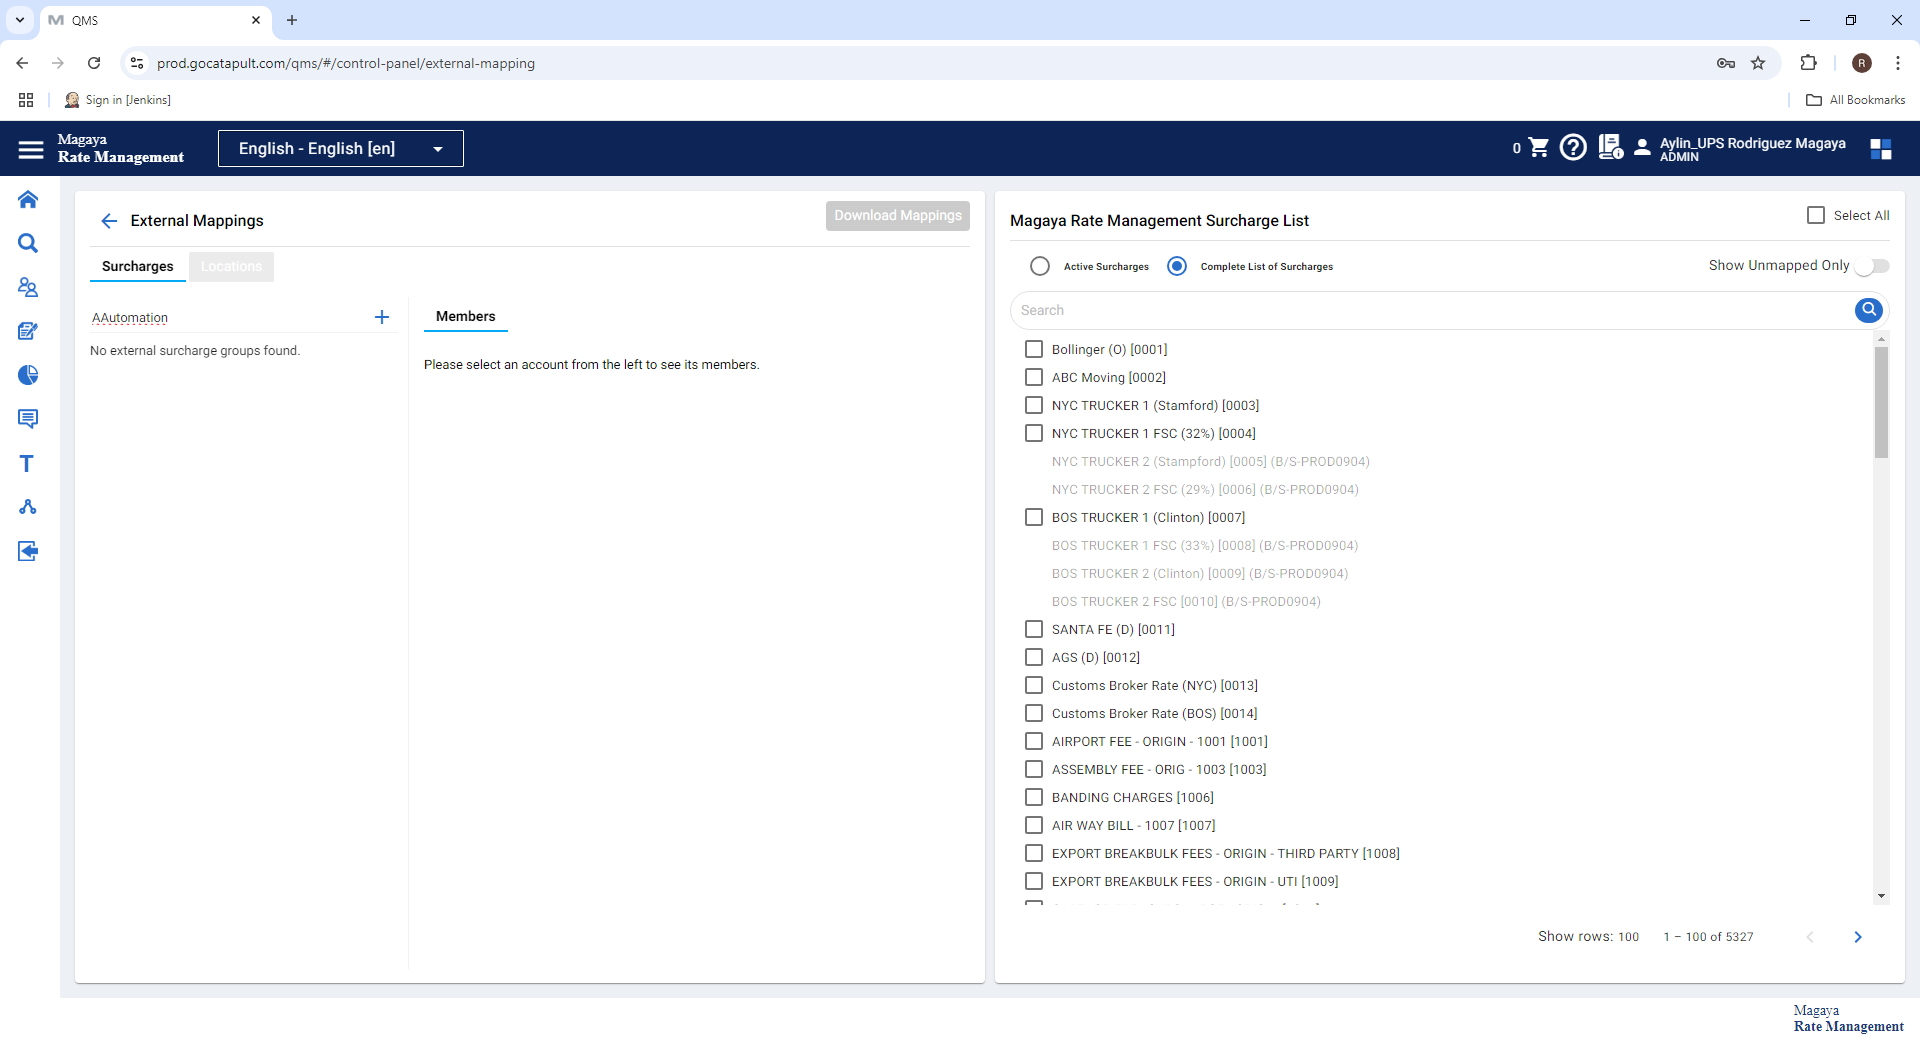 QMS
prod.gocatapult.com/qms/#/control-panel/external-mapping
R
Sign in [Jenkins]
All Bookmarks
Magaya
Rate Management
English - English [en]
0
Aylin_UPS Rodriguez Magaya
ADMIN
External Mappings
Download Mappings
Surcharges
Locations
AAutomation
No external surcharge groups found.
Members
Please select an account from the left to see its members.
Magaya Rate Management Surcharge List
Select All
Active Surcharges
Complete List of Surcharges
Show Unmapped Only
Search
Bollinger (O) [0001]
ABC Moving [0002]
NYC TRUCKER 1 (Stamford) [0003]
NYC TRUCKER 1 FSC (32%) [0004]
NYC TRUCKER 2 (Stampford) [0005] (B/S-PROD0904)
NYC TRUCKER 2 FSC (29%) [0006] (B/S-PROD0904)
BOS TRUCKER 1 (Clinton) [0007]
BOS TRUCKER 1 FSC (33%) [0008] (B/S-PROD0904)
BOS TRUCKER 2 (Clinton) [0009] (B/S-PROD0904)
BOS TRUCKER 2 FSC [0010] (B/S-PROD0904)
SANTA FE (D) [0011]
AGS (D) [0012]
Customs Broker Rate (NYC) [0013]
Customs Broker Rate (BOS) [0014]
AIRPORT FEE - ORIGIN - 1001 [1001]
ASSEMBLY FEE - ORIG - 1003 [1003]
BANDING CHARGES [1006]
AIR WAY BILL - 1007 [1007]
EXPORT BREAKBULK FEES - ORIGIN - THIRD PARTY [1008]
EXPORT BREAKBULK FEES - ORIGIN - UTI [1009]
Show rows: 100
1 – 100 of 5327
Magaya
Rate Management